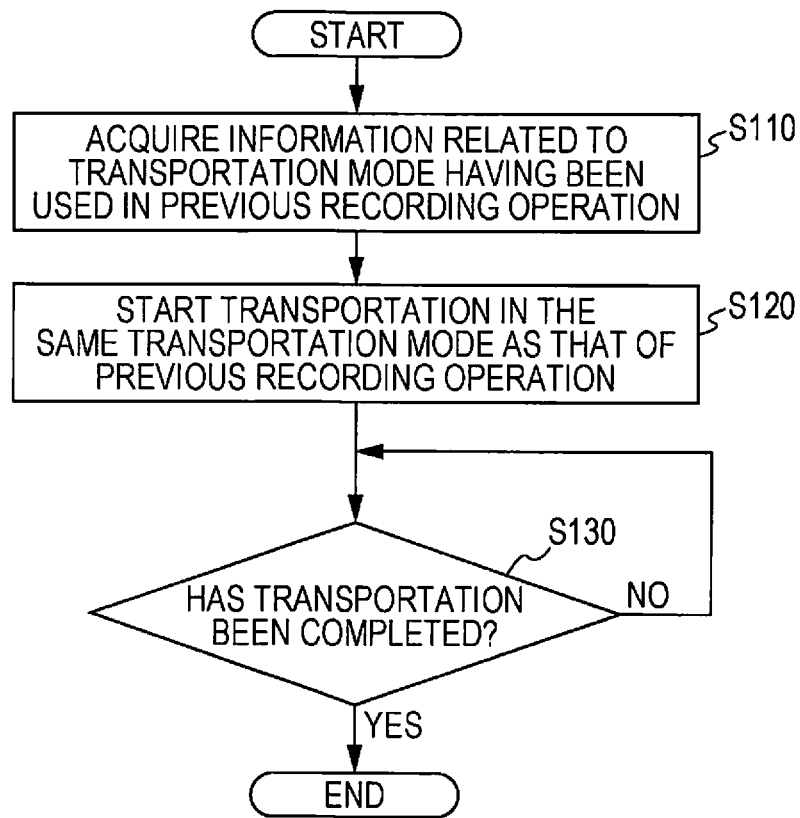 START
ACQUIRE INFORMATION RELATED TO
TRANSPORTATION MODE HAVING BEEN
USED IN PREVIOUS RECORDING OPERATION
S110
START TRANSPORTATION IN THE
SAME TRANSPORTATION MODE AS THAT OF
PREVIOUS RECORDING OPERATION
S120
S130
HAS TRANSPORTATION
BEEN COMPLETED?
NO
YES
END